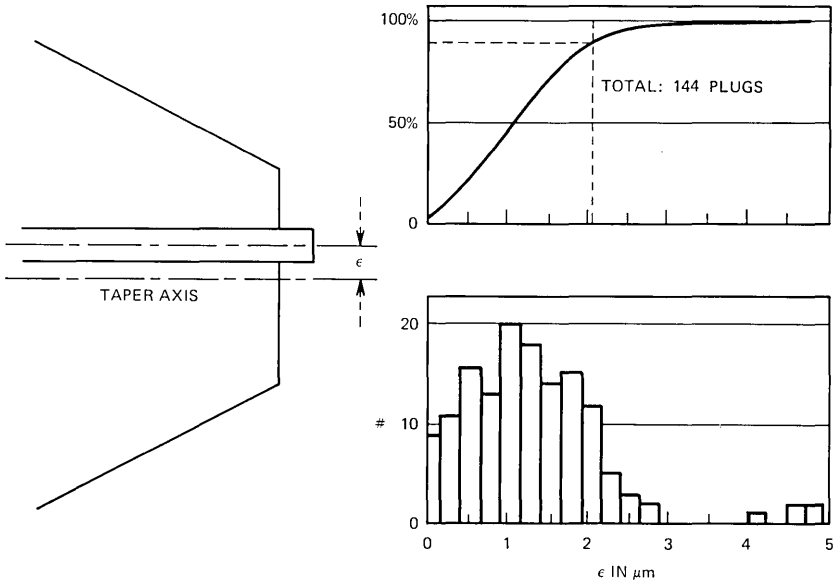 TAPER AXIS
ε
100%
50%
0
TOTAL: 144 PLUGS
20
10
0
#
0 1 2 3 4 5
ε IN μm